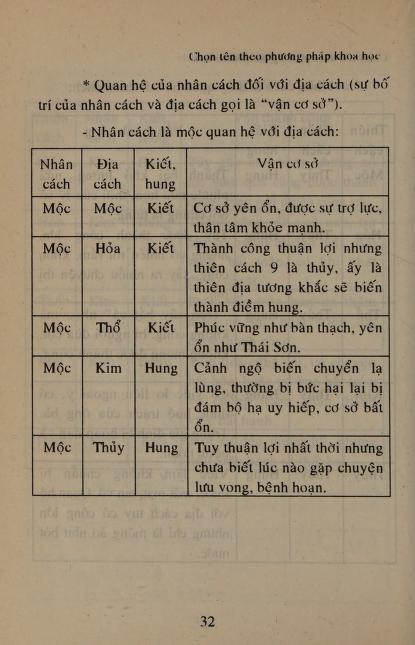 Chọn tên theo phương pháp khoa học
* Quan hệ của nhân cách đối với địa cách (sự bố
trí của nhân cách và địa cách gọi là “vận cơ sở”).
- Nhân cách là mộc quan hệ với địa cách:
Nhân cách | Địa cách | Kiết, hung | Vận cơ sở
Mộc | Mộc | Kiết | Cơ sở yên ổn, được sự trợ lực,
thân tâm khỏe mạnh.
Mộc | Hỏa | Kiết | Thành công thuận lợi nhưng
thiên cách 9 là thủy, ấy là
thiên địa tương khắc sẽ biến
thành điềm hung.
Mộc | Thổ | Kiết | Phúc vững như bàn thạch, yên
ổn như Thái Sơn.
Mộc | Kim | Hung | Cảnh ngộ biến chuyển lạ
lùng, thường bị bức hại lại bị
đám bộ hạ uy hiếp, cơ sở bất
ổn.
Mộc | Thủy | Hung | Tuy thuận lợi nhất thời nhưng
chưa biết lúc nào gặp chuyện
lưu vong, bệnh hoạn.
32